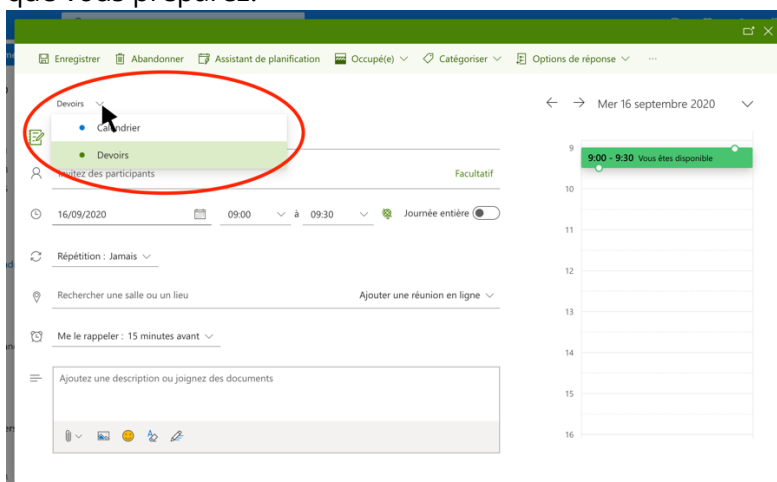 que vous préparez.
Enregistrer Abandonner Assistant de planification Occupé(e) Catégoriser Options de réponse ...
Devoirs
Mer 16 septembre 2020
Calendrier
Devoirs
Invitez des participants Facultatif
16/09/2020 09:00 à 09:30 Journée entière
Répétition : Jamais
Rechercher une salle ou un lieu Ajouter une réunion en ligne
Me le rappeler : 15 minutes avant
Ajoutez une description ou joignez des documents
9
9:00 - 9:30 Vous êtes disponible
10
11
12
13
14
15
16